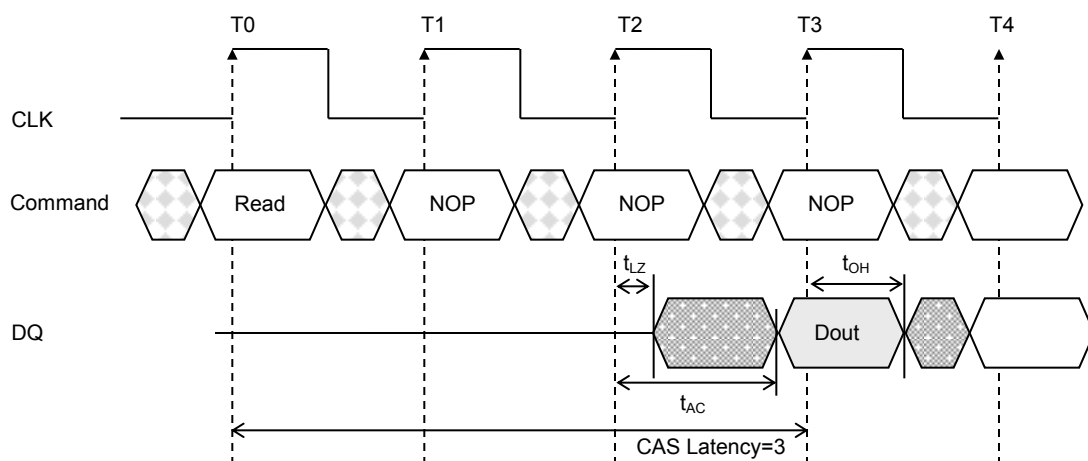 T0 T1 T2 T3 T4
CLK
Command Read NOP NOP NOP
tLZ tOH
DQ Dout
tAC
CAS Latency=3